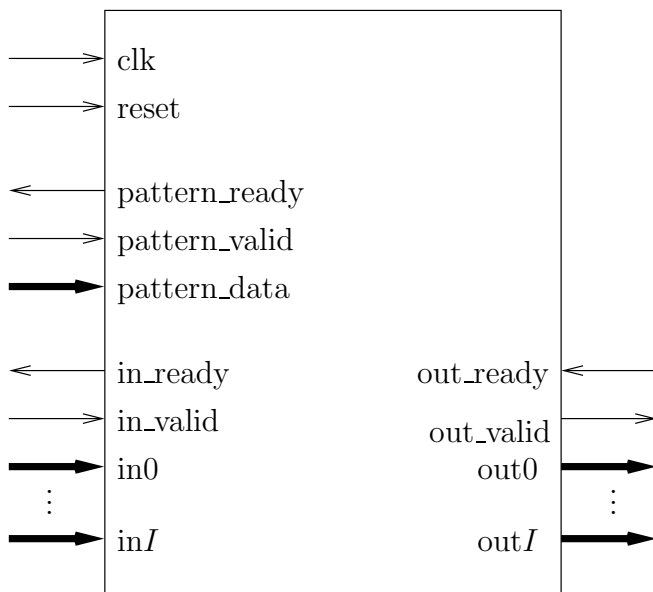 clk
reset
pattern_ready
pattern_valid
pattern_data
in_ready
out_ready
in_valid
out_valid
in0
out0
inI
outI